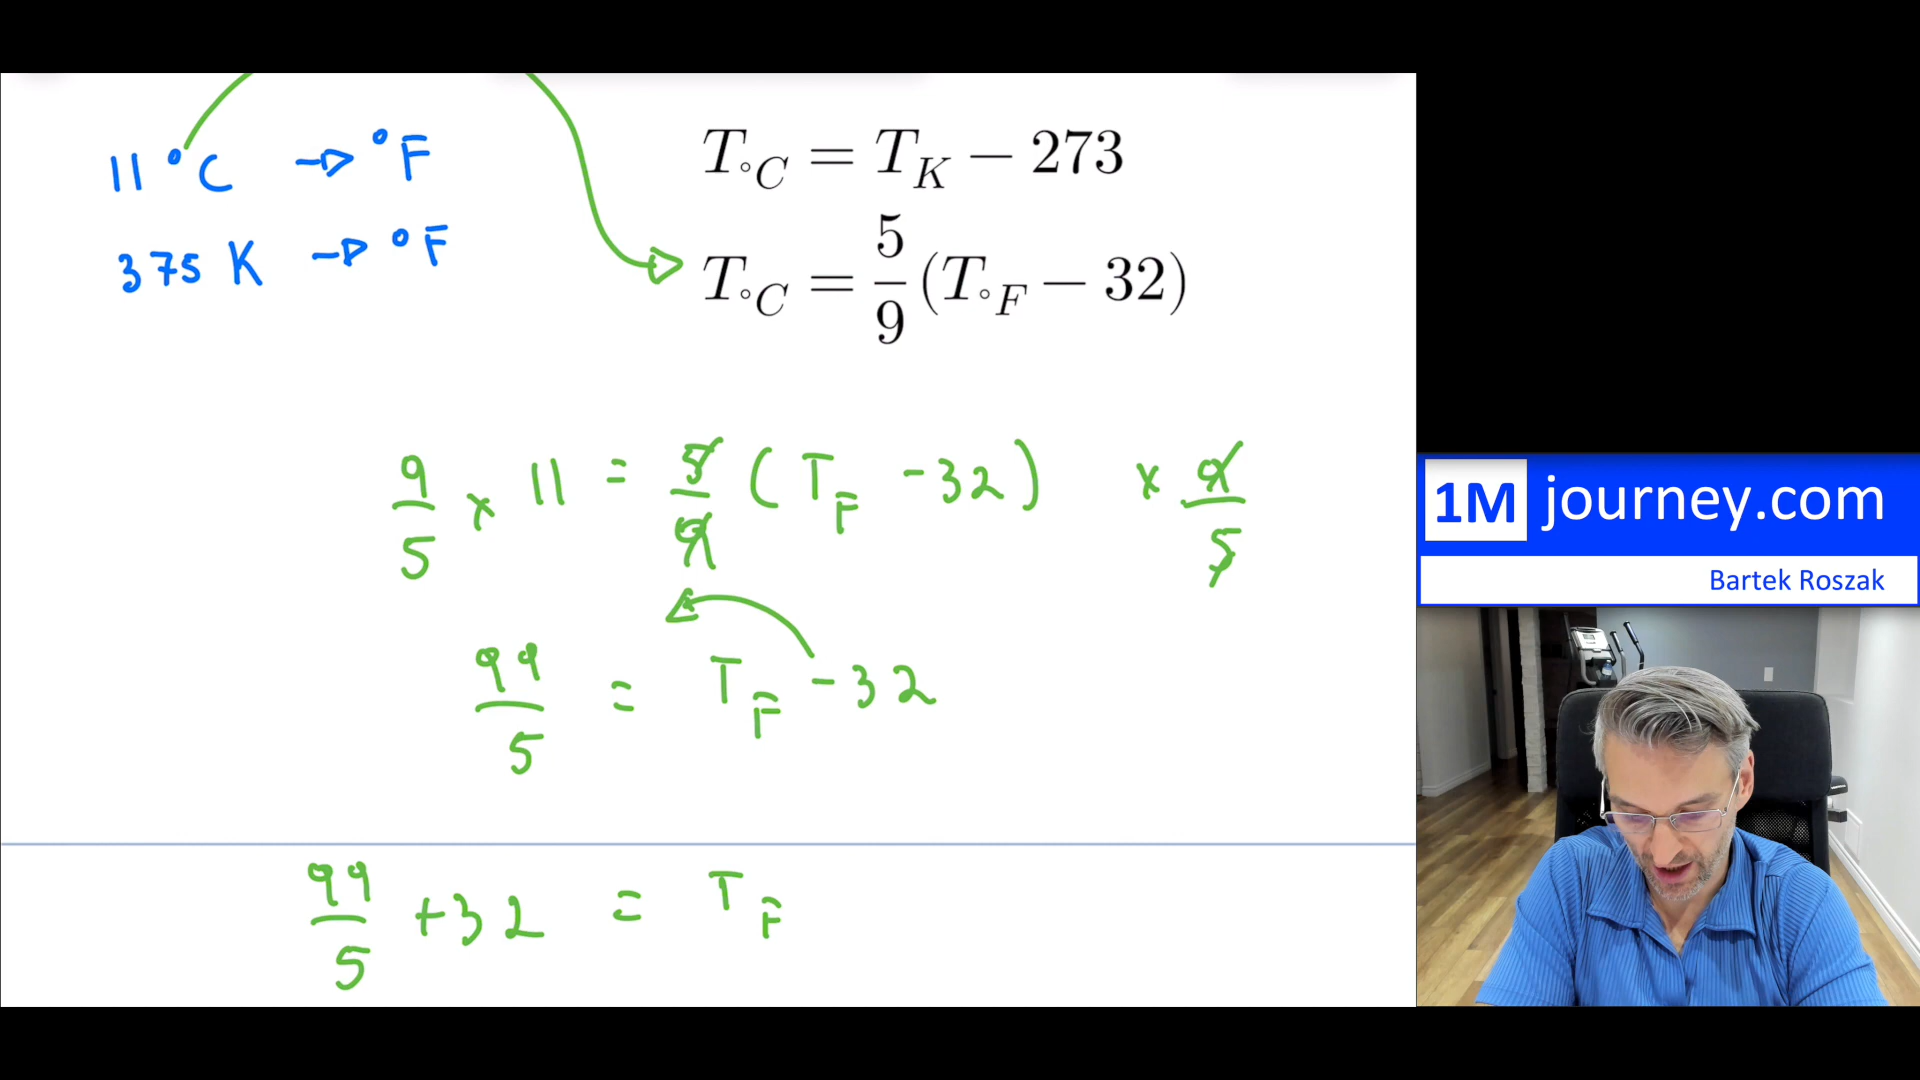 11 °C → °F
375 K → °F
T°C = TK − 273
T°C = 5/9 (T°F − 32)
9/5 × 11 = 5/9 (TF − 32) × 9/5
99/5 = TF − 32
99/5 + 32 = TF
1M journey.com
Bartek Roszak